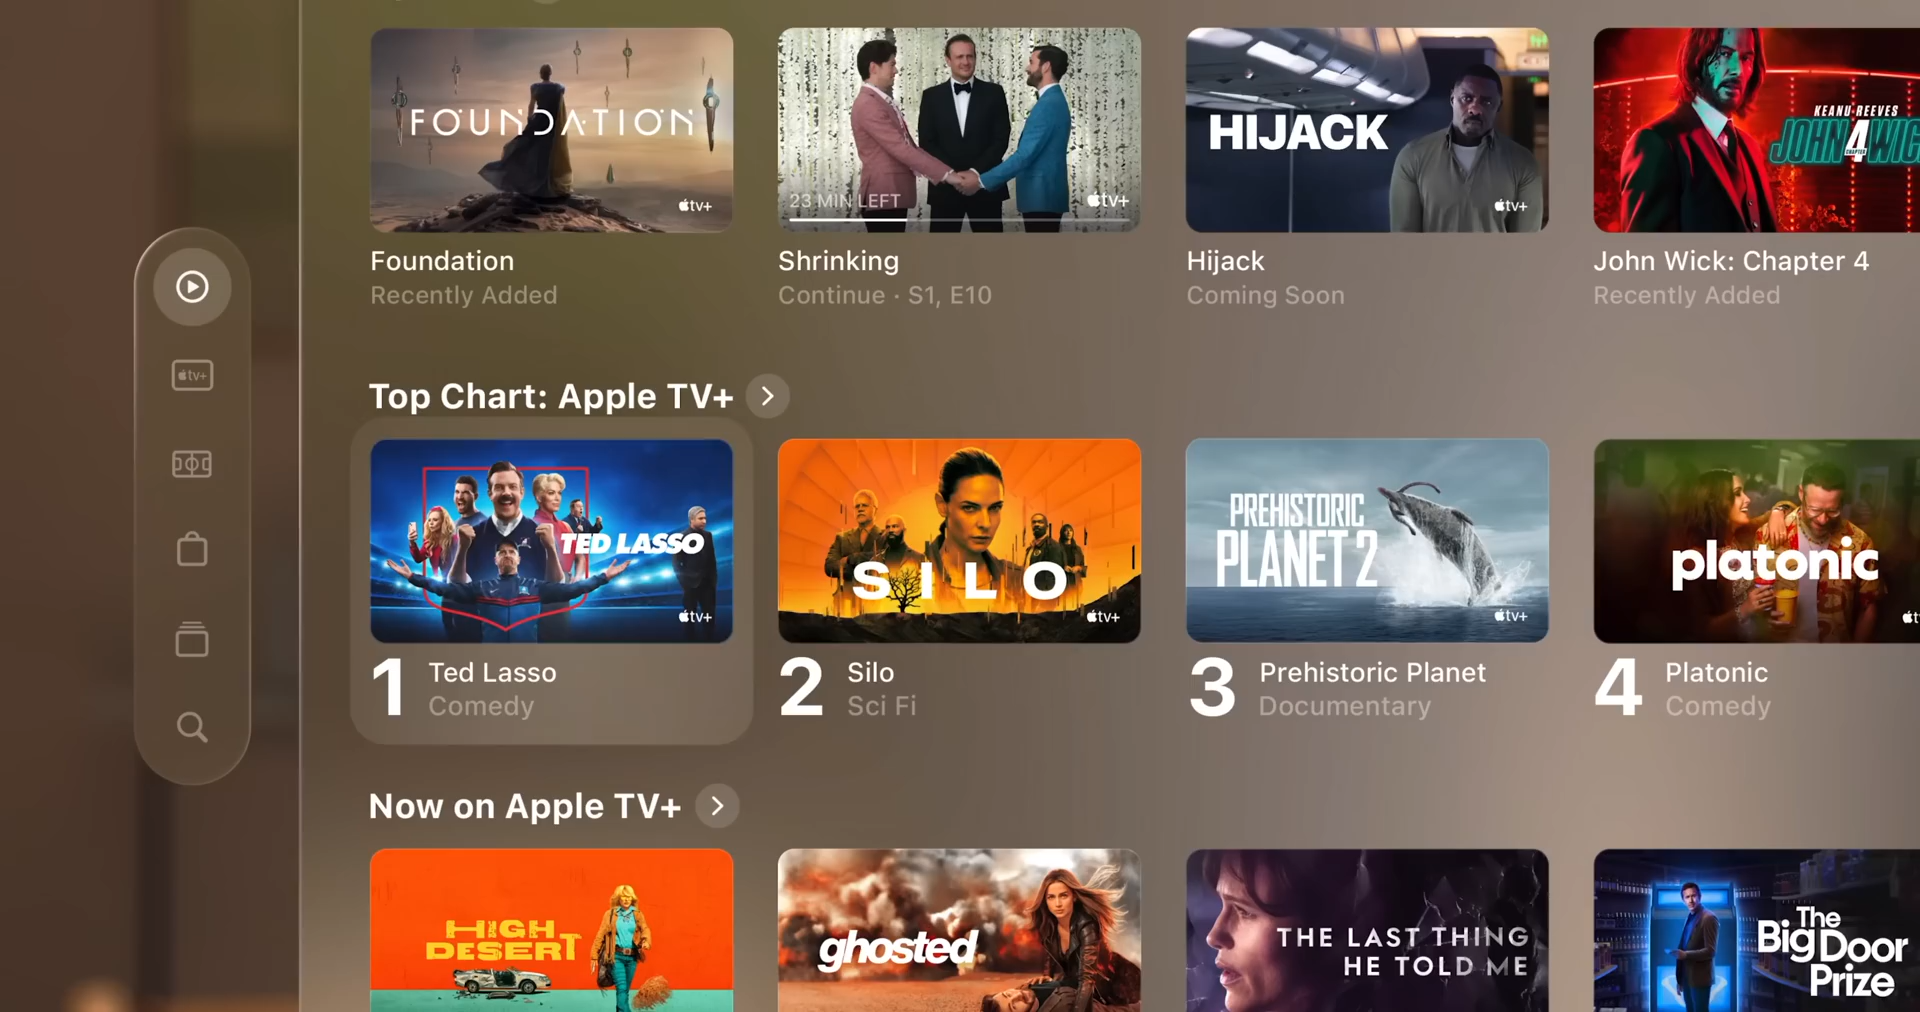 FOUNDATION
tv+
23 MIN LEFT
tv+
HIJACK
tv+
KEANU REEVES
JOHN WIC
4
CHAPTER
Foundation
Recently Added
Shrinking
Continue · S1, E10
Hijack
Coming Soon
John Wick: Chapter 4
Recently Added
tv+
Top Chart: Apple TV+
TED LASSO
tv+
SILO
tv+
PREHISTORIC
PLANET 2
tv+
platonic
1
Ted Lasso
Comedy
2
Silo
Sci Fi
3
Prehistoric Planet
Documentary
4
Platonic
Comedy
Now on Apple TV+
HIGH
DESERT
ghosted
THE LAST THING
HE TOLD ME
The
Big Door
Prize